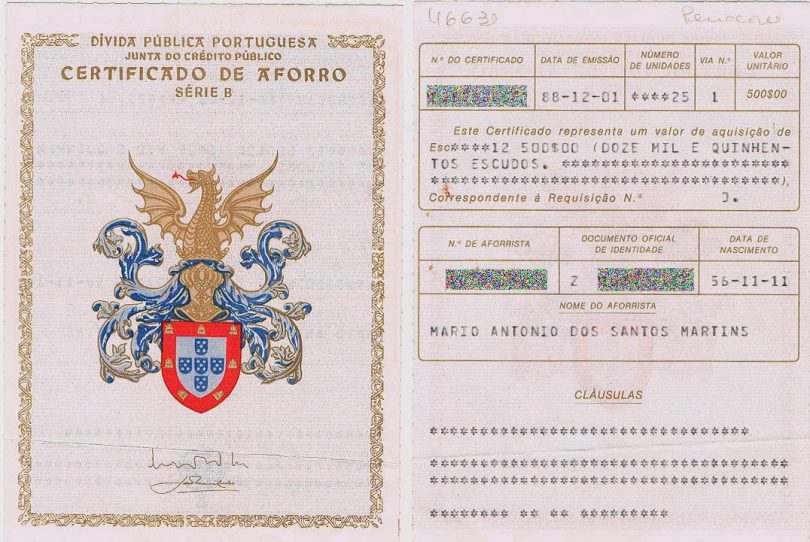 DÍVIDA PÚBLICA PORTUGUESA
JUNTA DO CRÉDITO PÚBLICO
CERTIFICADO DE AFORRO
SÉRIE B
N.º DO CERTIFICADO
DATA DE EMISSÃO
NÚMERO DE UNIDADES
VIA N.º
VALOR UNITÁRIO
88-12-01
****25
1
500$00
Este Certificado representa um valor de aquisição de
Esc****12 500$00 (DOZE MIL E QUINHEN-
TOS ESCUDOS. ***********************
***********************************),
Correspondente á Requisição N.º
N.º DE AFORRISTA
DOCUMENTO OFICIAL DE IDENTIDADE
DATA DE NASCIMENTO
Z
56-11-11
NOME DO AFORRISTA
MARIO ANTONIO DOS SANTOS MARTINS
CLÁUSULAS